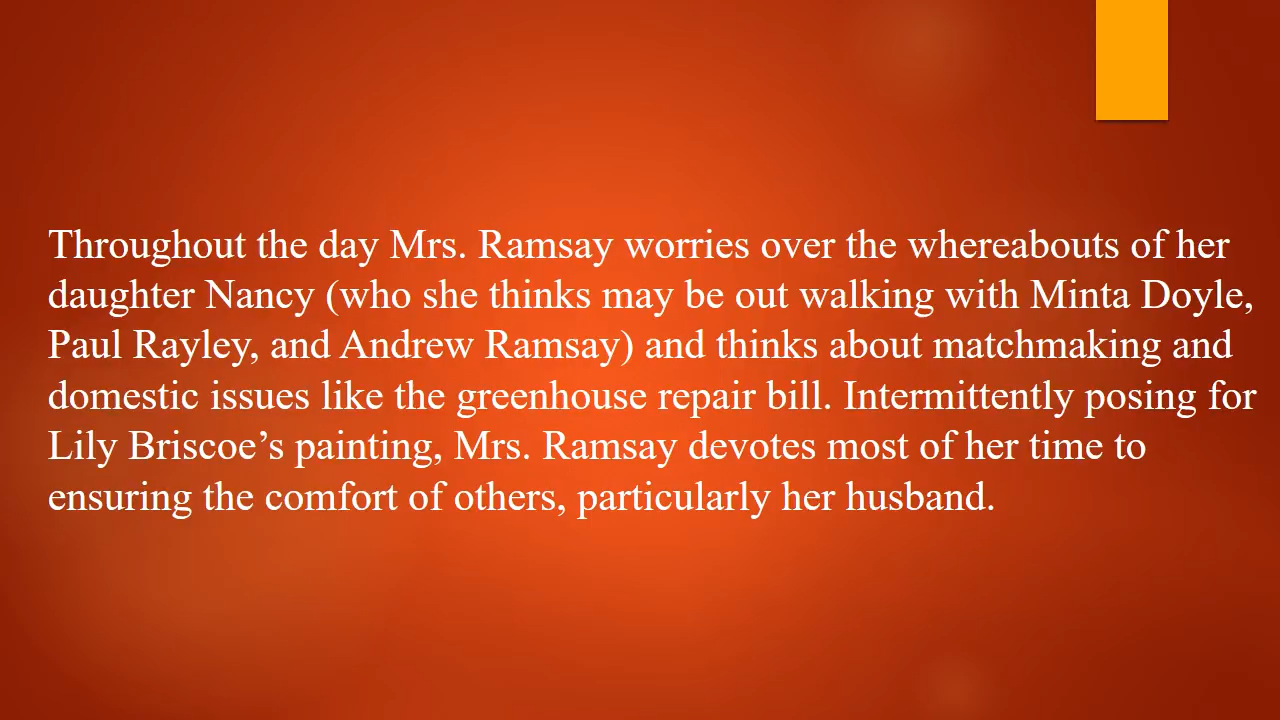 Throughout the day Mrs. Ramsay worries over the whereabouts of her
daughter Nancy (who she thinks may be out walking with Minta Doyle,
Paul Rayley, and Andrew Ramsay) and thinks about matchmaking and
domestic issues like the greenhouse repair bill. Intermittently posing for
Lily Briscoe’s painting, Mrs. Ramsay devotes most of her time to
ensuring the comfort of others, particularly her husband.